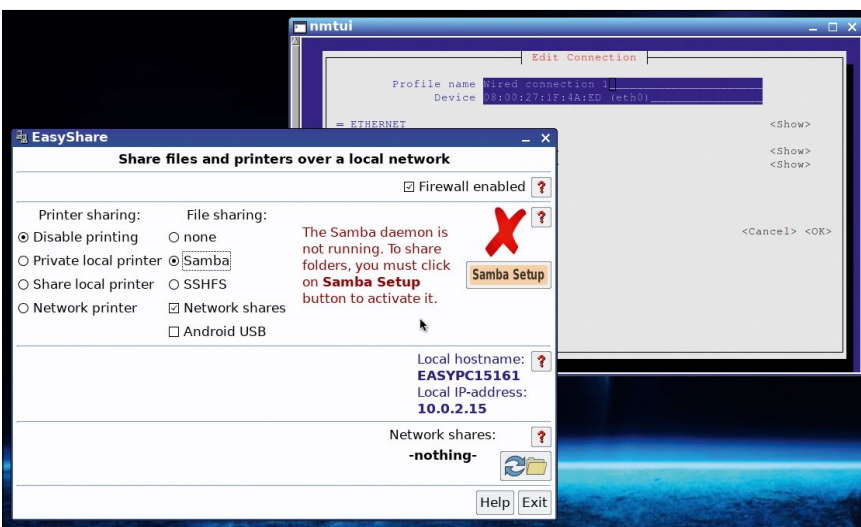 nmtui
Edit Connection
Profile name Wired connection 1
Device 08:00:27:1F:4A:ED (eth0)
= ETHERNET <Show>
<Show>
<Show>
<Cancel> <OK>
EasyShare
Share files and printers over a local network
Firewall enabled
Printer sharing:
Disable printing
Private local printer
Share local printer
Network printer
File sharing:
none
Samba
SSHFS
Network shares
Android USB
The Samba daemon is
not running. To share
folders, you must click
on Samba Setup
button to activate it.
Samba Setup
Local hostname:
EASYPC15161
Local IP-address:
10.0.2.15
Network shares:
-nothing-
Help Exit